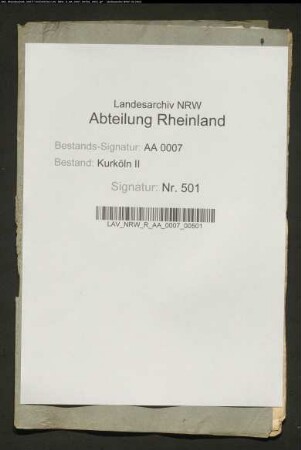 Landesarchiv NRW
Abteilung Rheinland
Bestands-Signatur: AA 0007
Bestand: Kurköln II
Signatur: Nr. 501
LAV_NRW_R_AA_0007_00501